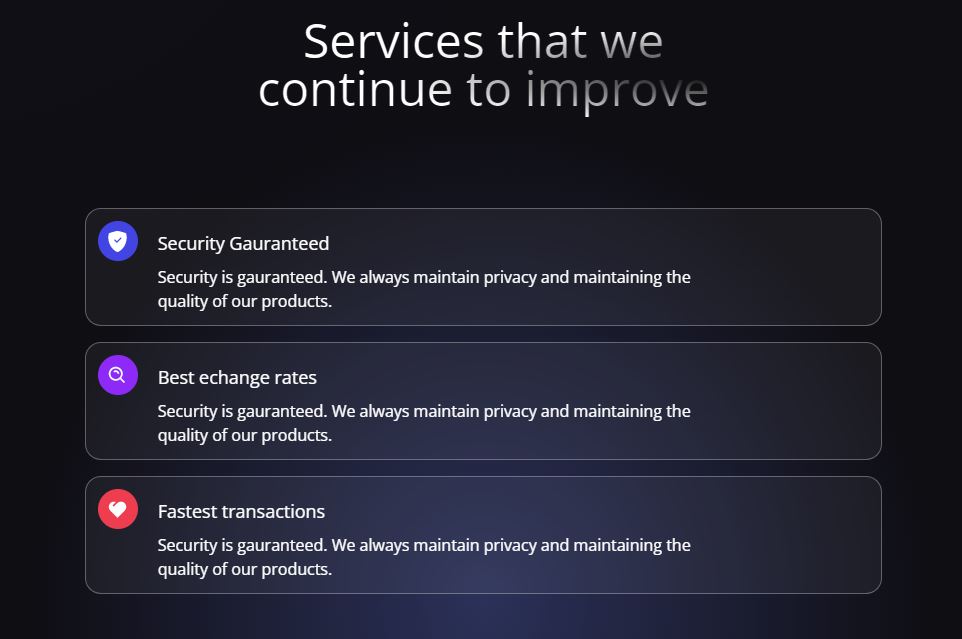 Services that we
continue to improve
Security Gauranteed
Security is gauranteed. We always maintain privacy and maintaining the
quality of our products.
Best echange rates
Security is gauranteed. We always maintain privacy and maintaining the
quality of our products.
Fastest transactions
Security is gauranteed. We always maintain privacy and maintaining the
quality of our products.